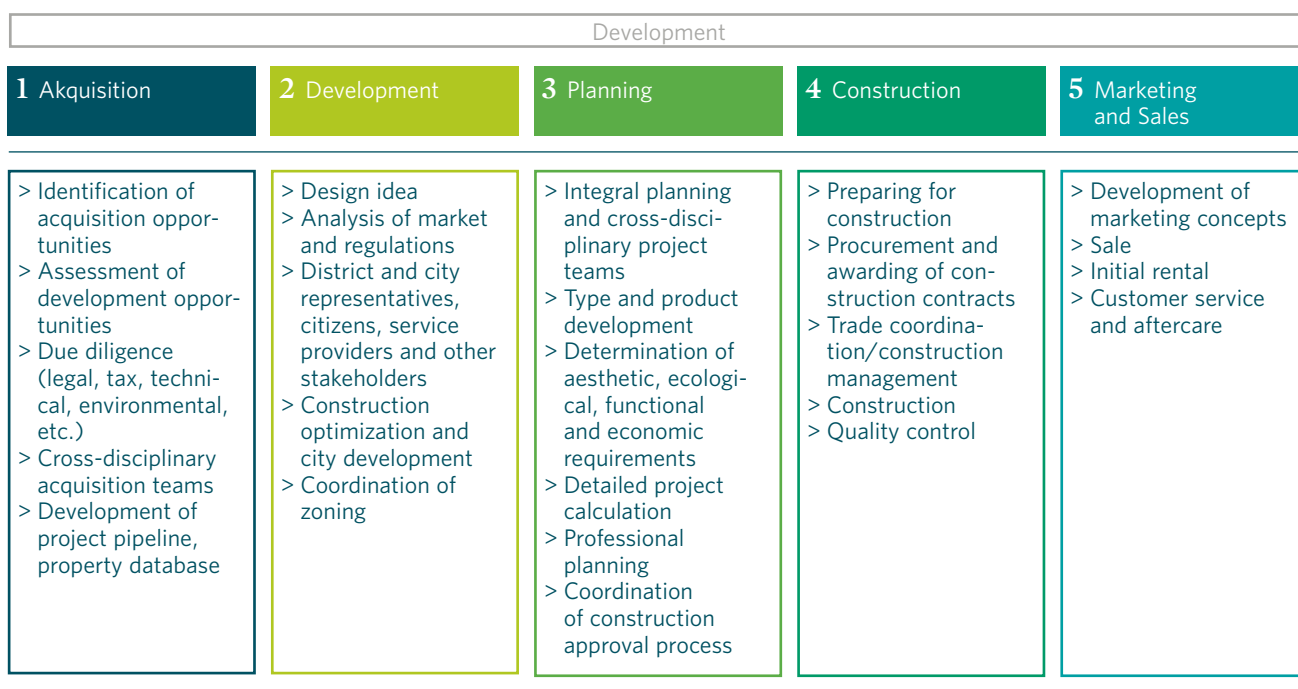 Development
1 Akquisition
2 Development
3 Planning
4 Construction
5 Marketing
and Sales
> Identification of
acquisition oppor-
tunities
> Assessment of
development oppor-
tunities
> Due diligence
(legal, tax, techni-
cal, environmental,
etc.)
> Cross-disciplinary
acquisition teams
> Development of
project pipeline,
property database
> Design idea
> Analysis of market
and regulations
> District and city
representatives,
citizens, service
providers and other
stakeholders
> Construction
optimization and
city development
> Coordination of
zoning
> Integral planning
and cross-disci-
plinary project
teams
> Type and product
development
> Determination of
aesthetic, ecologi-
cal, functional
and economic
requirements
> Detailed project
calculation
> Professional
planning
> Coordination
of construction
approval process
> Preparing for
construction
> Procurement and
awarding of con-
struction contracts
> Trade coordina-
tion/construction
management
> Construction
> Quality control
> Development of
marketing concepts
> Sale
> Initial rental
> Customer service
and aftercare